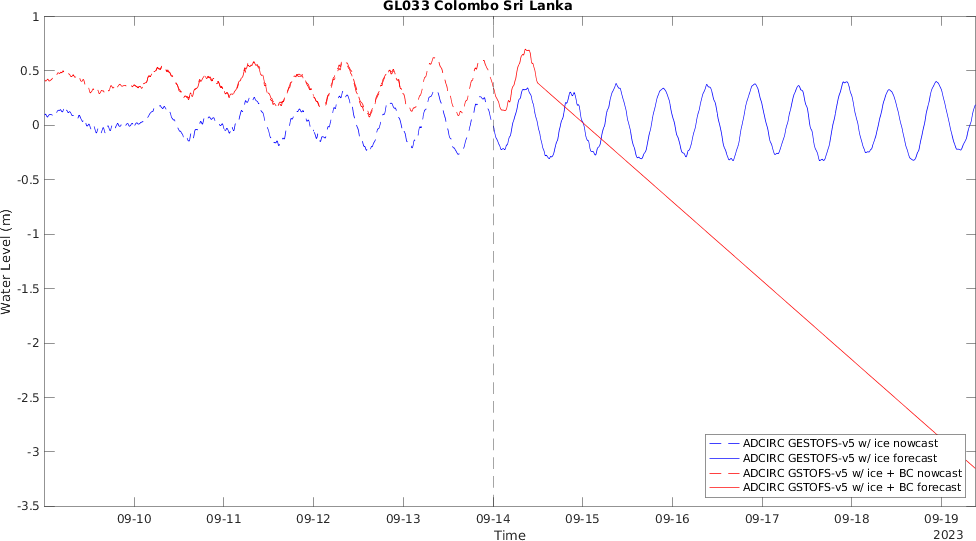 GL033 Colombo Sri Lanka
1
0.5
0
-0.5
-1
-1.5
-2
-2.5
-3
-3.5
Water Level (m)
ADCIRC GESTOFS-v5 w/ ice nowcast
ADCIRC GESTOFS-v5 w/ ice forecast
ADCIRC GSTOFS-v5 w/ ice + BC nowcast
ADCIRC GSTOFS-v5 w/ ice + BC forecast
09-10 09-11 09-12 09-13 09-14 09-15 09-16 09-17 09-18 09-19
Time 2023